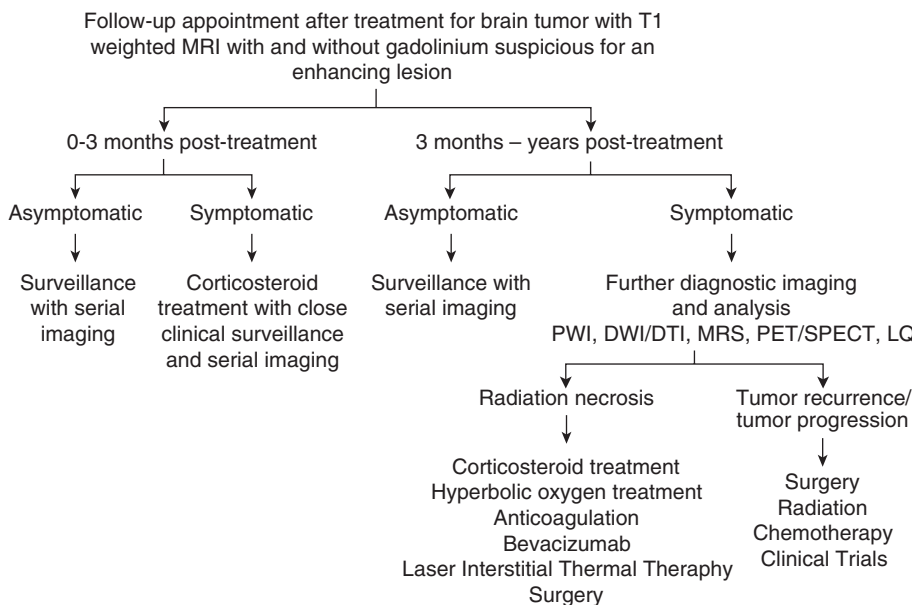 Follow-up appointment after treatment for brain tumor with T1
weighted MRI with and without gadolinium suspicious for an
enhancing lesion
0-3 months post-treatment
3 months – years post-treatment
Asymptomatic
Symptomatic
Asymptomatic
Symptomatic
Surveillance
with serial
imaging
Corticosteroid
treatment with close
clinical surveillance
and serial imaging
Surveillance with
serial imaging
Further diagnostic imaging
and analysis
PWI, DWI/DTI, MRS, PET/SPECT, LQ
Radiation necrosis
Tumor recurrence/
tumor progression
Corticosteroid treatment
Hyperbolic oxygen treatment
Anticoagulation
Bevacizumab
Laser Interstitial Thermal Theraphy
Surgery
Surgery
Radiation
Chemotherapy
Clinical Trials